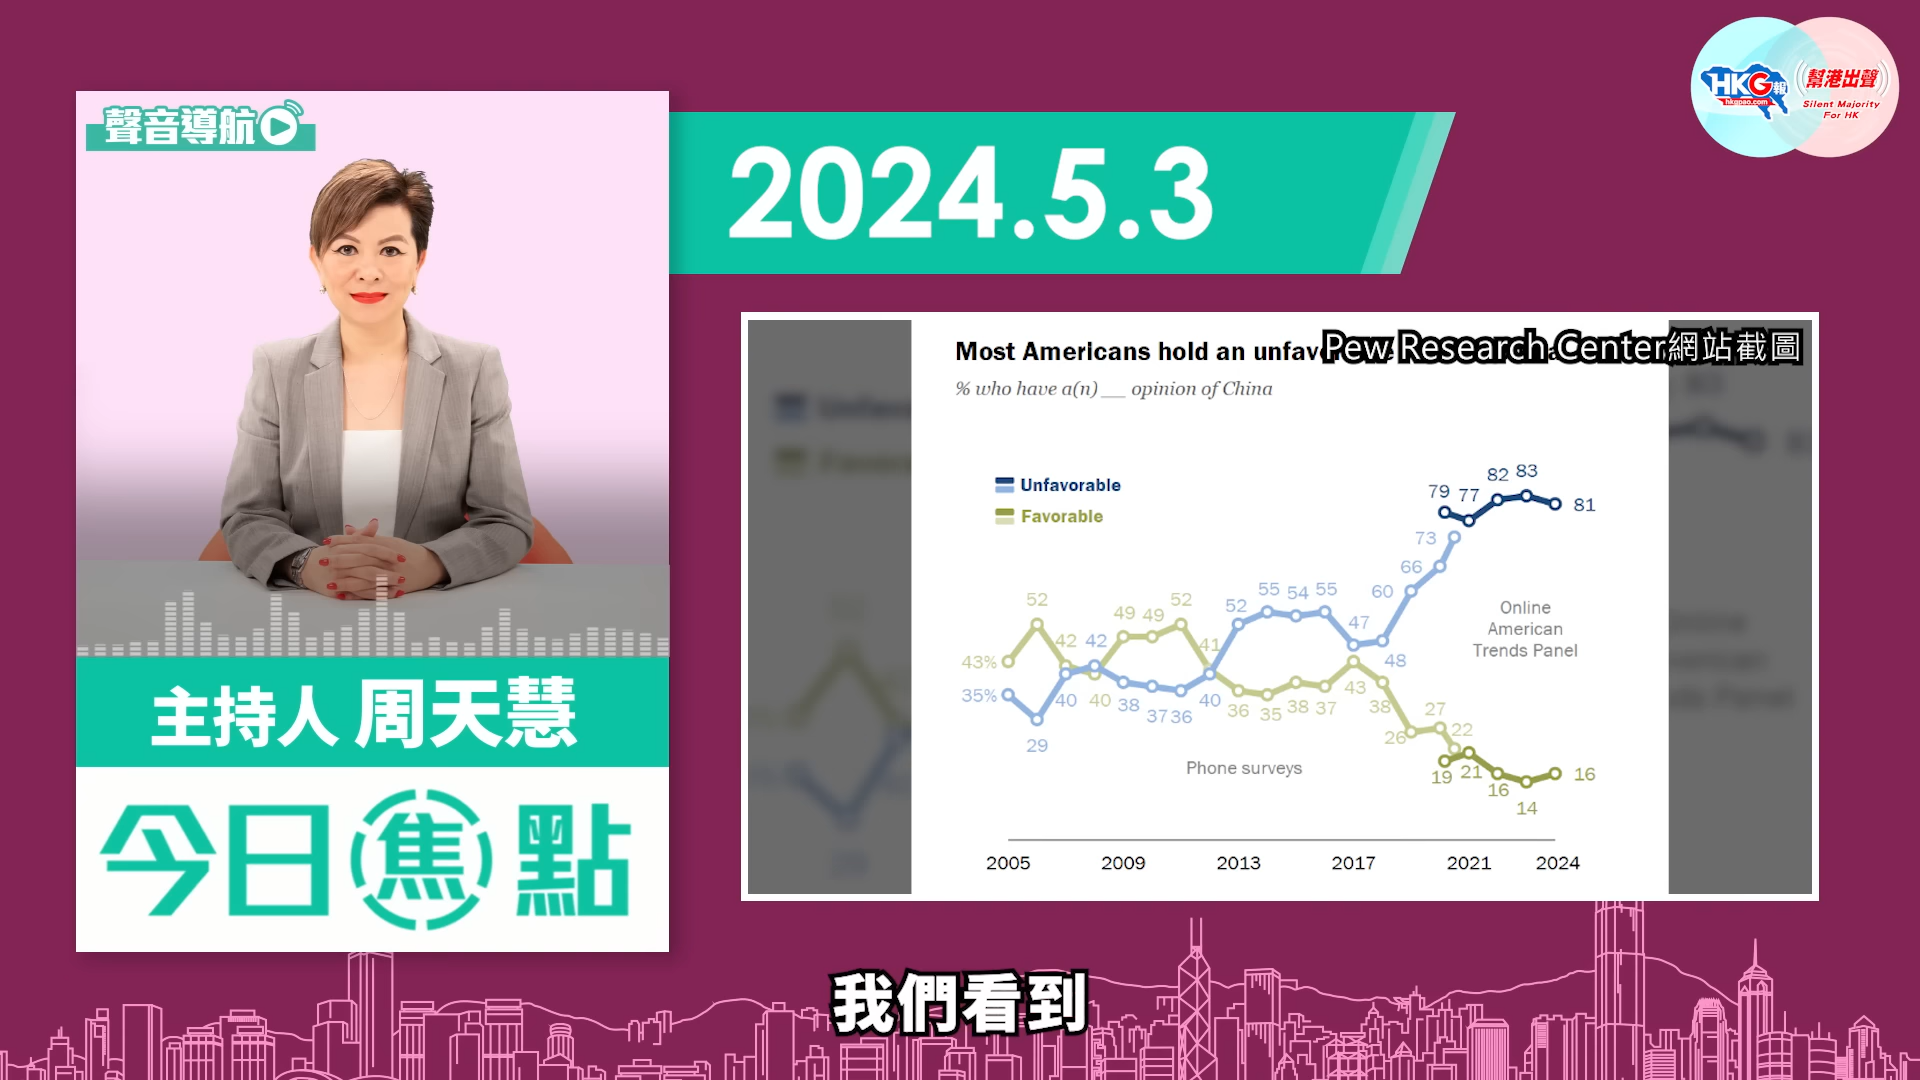 聲音導航
HKG報
hkgpao.com
幫港出聲
Silent Majority
For HK
2024.5.3
Pew Research Center網站截圖
Most Americans hold an unfav
% who have a(n) ___ opinion of China
Unfavorable
Favorable
79 77 82 83 81
73
66
60
52 55 54 55 47 48
43% 52 42 40 49 49 52 41
35% 29 40 42 38 37 36 40
36 35 38 37 43 38 26 27 22
19 21 16 14 16
Online
American
Trends Panel
Phone surveys
2005 2009 2013 2017 2021 2024
主持人 周天慧
今日焦點
我們看到